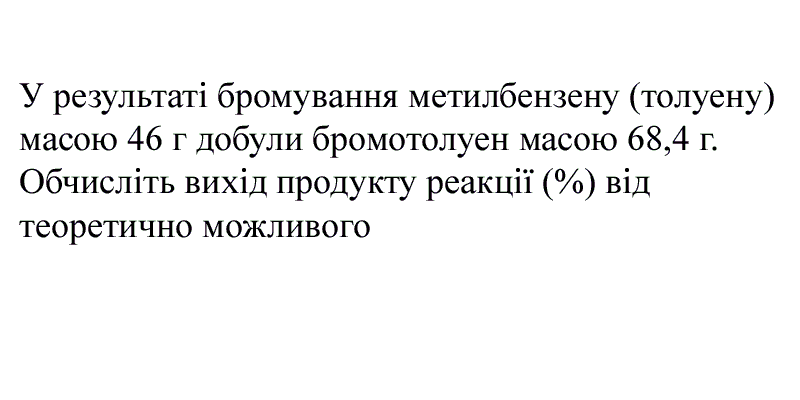 У результаті бромування метилбензену (толуену)
масою 46 г добули бромотолуен масою 68,4 г.
Обчисліть вихід продукту реакції (%) від
теоретично можливого